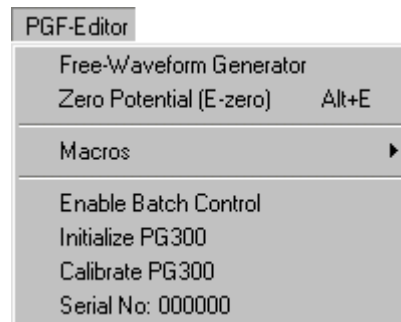 PGF-Editor
Free-Waveform Generator
Zero Potential (E-zero) Alt+E
Macros
Enable Batch Control
Initialize PG300
Calibrate PG300
Serial No: 000000